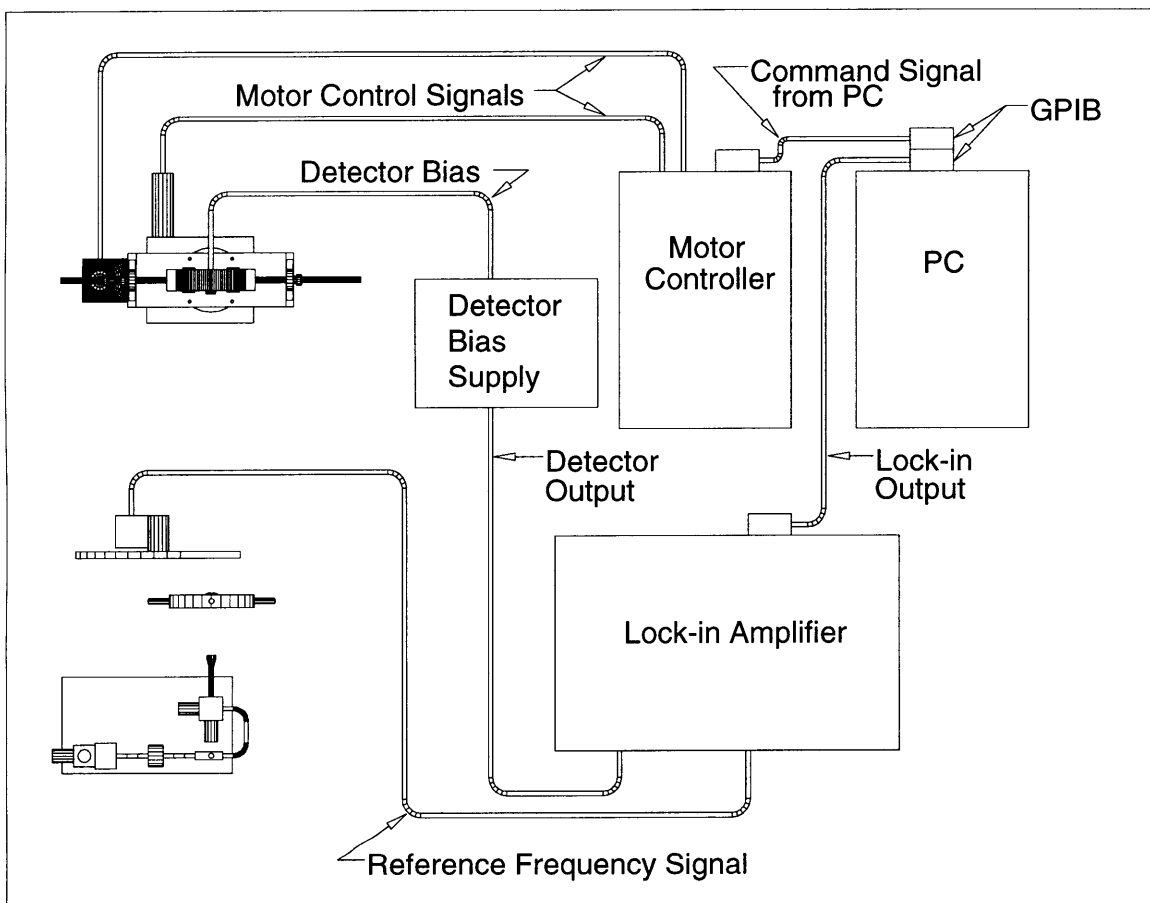 Command Signal
from PC
GPIB
Motor Control Signals
Detector Bias
Motor
Controller
PC
Detector
Bias
Supply
Detector
Output
Lock-in
Output
Lock-in Amplifier
Reference Frequency Signal